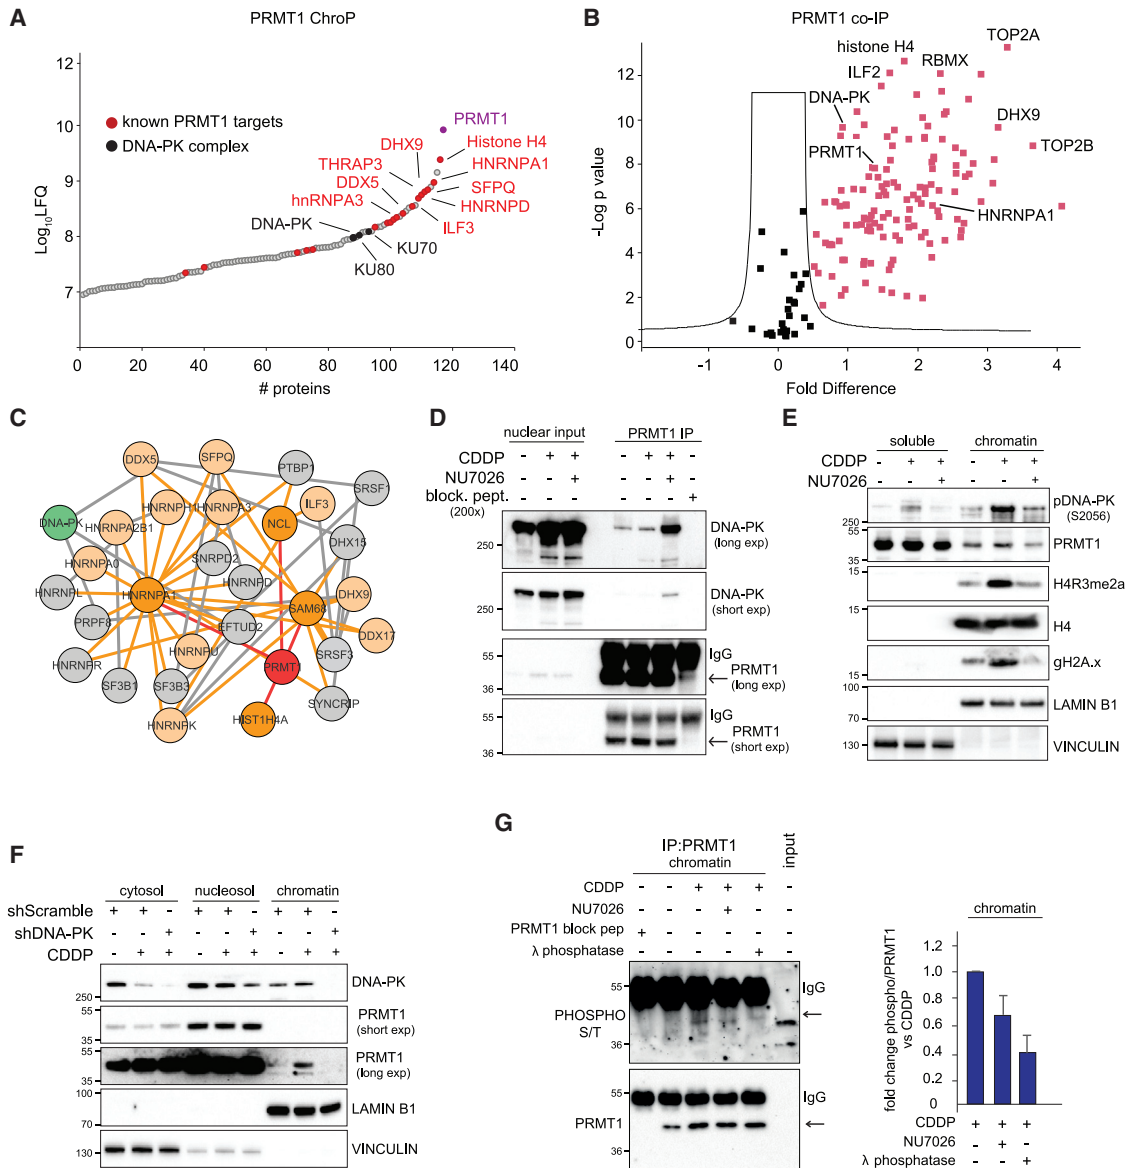 A
PRMT1 ChroP
Log10LFQ
12
11
10
9
8
7
known PRMT1 targets
DNA-PK complex
PRMT1
Histone H4
HNRNPA1
SFPQ
HNRNPD
ILF3
DHX9
THRAP3
DDX5
hnRNPA3
DNA-PK
KU80
KU70
0 20 40 60 80 100 120 140
# proteins
B
PRMT1 co-IP
-Log p value
12
10
8
6
4
2
0
histone H4
TOP2A
RBMX
ILF2
DNA-PK
DHX9
TOP2B
PRMT1
HNRNPA1
-1 0 1 2 3 4
Fold Difference
C
DDX5
SFPQ
PTBP1
SRSF1
HNRNPH1
HNRNPA3
ILF3
DNA-PK
HNRNPA2B1
NCL
DHX15
HNRNPA0
SNRPD2
HNRNPL
HNRNPA1
HNRNPD
DHX9
SAM68
PRPF8
EFTUD2
DDX17
HNRNPU
SRSF3
HNRNPR
PRMT1
SF3B1
SF3B3
SYNCRIP
HNRNPK
HIST1H4A
D
nuclear input PRMT1 IP
CDDP - + + - + + -
NU7026 - - + - - + -
block. pept. - - - - - - +
(200x)
250
DNA-PK
(long exp)
250
DNA-PK
(short exp)
55
36
IgG
PRMT1
(long exp)
55
36
IgG
PRMT1
(short exp)
E
soluble chromatin
CDDP - + + - + +
NU7026 - - + - - +
250
pDNA-PK
(S2056)
55
35
PRMT1
15
H4R3me2a
15
H4
15
gH2A.x
100
70
LAMIN B1
130
VINCULIN
F
cytosol nucleosol chromatin
shScramble + + - + + - + + -
shDNA-PK - - + - - + - - +
CDDP - + + - + + - + +
250
DNA-PK
55
35
PRMT1
(short exp)
55
35
PRMT1
(long exp)
100
70
LAMIN B1
130
VINCULIN
G
IP:PRMT1
chromatin
input
CDDP - - + + + -
NU7026 - - - + - -
PRMT1 block pep + - - - - -
λ phosphatase - - - - + -
55
36
PHOSPHO
S/T
IgG
55
36
PRMT1
IgG
chromatin
fold change phospho/PRMT1
vs CDDP
1.2
1.0
0.8
0.6
0.4
0.2
0
CDDP + + +
NU7026 - + -
λ phosphatase - - +